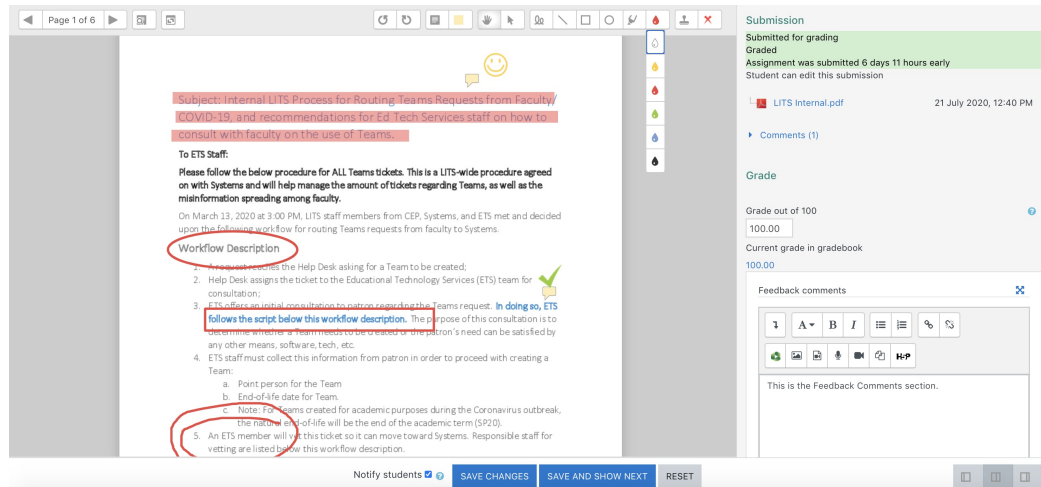 Page 1 of 6
Subject: Internal LITS Process for Routing Teams Requests from Faculty/
COVID-19, and recommendations for Ed Tech Services staff on how to
consult with faculty on the use of Teams.
To ETS Staff:
Please follow the below procedure for ALL Teams tickets. This is a LITS-wide procedure agreed
on with Systems and will help manage the amount of tickets regarding Teams, as well as the
misinformation spreading among faculty.
On March 13, 2020 at 3:00 PM, LITS staff members from CEP, Systems, and ETS met and decided
upon the following workflow for routing Teams requests from faculty to Systems.
Workflow Description
1. A request reaches the Help Desk asking for a Team to be created;
2. Help Desk assigns the ticket to the Educational Technology Services (ETS) team for
consultation;
3. ETS offers an initial consultation to patron regarding the Teams request. In doing so, ETS
follows the script below this workflow description. The purpose of this consultation is to
determine whether a Team needs to be created or the patron's need can be satisfied by
any other means, software, tech, etc.
4. ETS staff must collect this information from patron in order to proceed with creating a
Team:
a. Point person for the Team
b. End-of-life date for Team.
c. Note: For Teams created for academic purposes during the Coronavirus outbreak,
the natural end-of-life will be the end of the academic term (SP20).
5. An ETS member will vet this ticket so it can move toward Systems. Responsible staff for
vetting are listed below this workflow description.
Submission
Submitted for grading
Graded
Assignment was submitted 6 days 11 hours early
Student can edit this submission
LITS Internal.pdf 21 July 2020, 12:40 PM
Comments (1)
Grade
Grade out of 100
100.00
Current grade in gradebook
100.00
Feedback comments
A B I
H-P
This is the Feedback Comments section.
Notify students SAVE CHANGES SAVE AND SHOW NEXT RESET